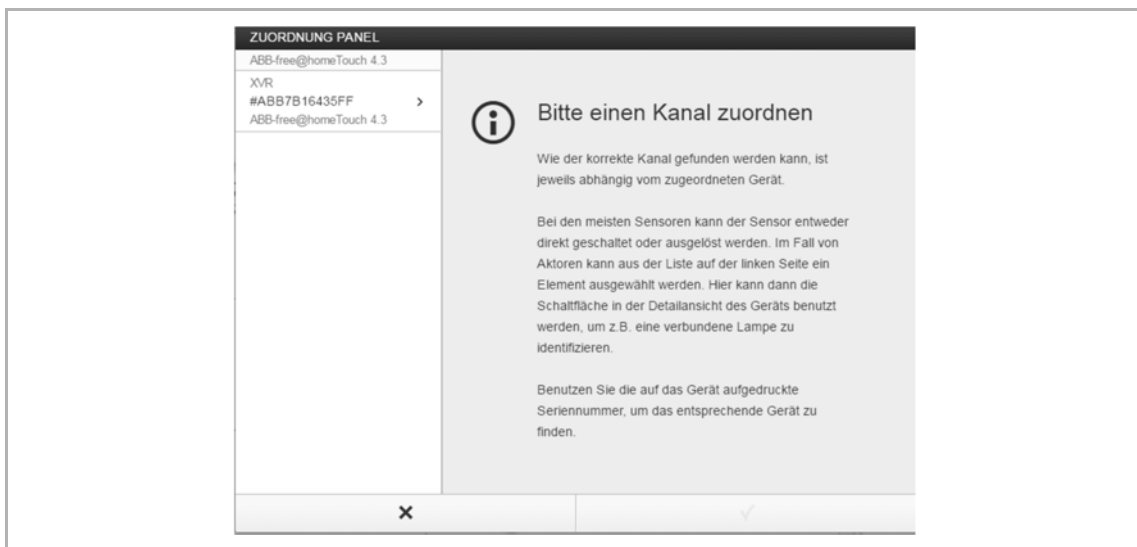 ZUORDNUNG PANEL
ABB-free@homeTouch 4.3
XVR
#ABB7B16435FF
ABB-free@homeTouch 4.3
Bitte einen Kanal zuordnen
Wie der korrekte Kanal gefunden werden kann, ist
jeweils abhängig vom zugeordneten Gerät.
Bei den meisten Sensoren kann der Sensor entweder
direkt geschaltet oder ausgelöst werden. Im Fall von
Aktoren kann aus der Liste auf der linken Seite ein
Element ausgewählt werden. Hier kann dann die
Schaltfläche in der Detailansicht des Geräts benutzt
werden, um z.B. eine verbundene Lampe zu
identifizieren.
Benutzen Sie die auf das Gerät aufgedruckte
Seriennummer, um das entsprechende Gerät zu
finden.